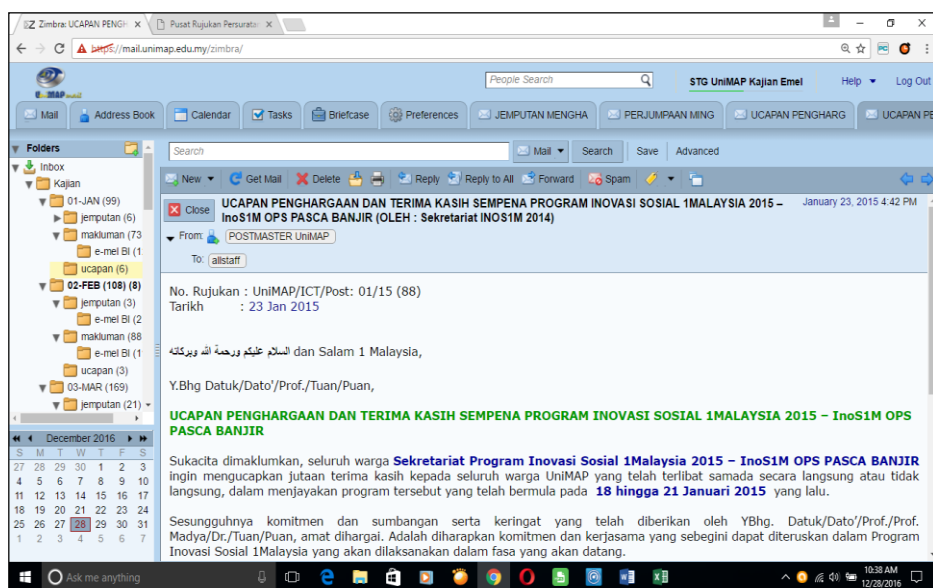 Zimbra: UCAPAN PENGH
Pusat Rujukan Persurata
https://mail.unimap.edu.my/zimbra/
UniMAP
People Search
STG UniMAP Kajian Emel
Help
Log Out
Mail
Address Book
Calendar
Tasks
Briefcase
Preferences
JEMPUTAN MENGHA
PERJUMPAAN MING
UCAPAN PENGHARG
UCAPAN PE
Folders
Search
Mail
Search
Save
Advanced
Inbox
Kajian
01-JAN (99)
jemputan (6)
makluman (73
e-mel BI (1
ucapan (6)
02-FEB (108) (8)
jemputan (3)
e-mel BI (2
makluman (88
e-mel BI (1
ucapan (3)
03-MAR (169)
jemputan (21)
New
Get Mail
Delete
Reply
Reply to All
Forward
Spam
Close
UCAPAN PENGHARGAAN DAN TERIMA KASIH SEMPENA PROGRAM INOVASI SOSIAL 1MALAYSIA 2015 –
InoS1M OPS PASCA BANJIR (OLEH : Sekretariat INOS1M 2014)
January 23, 2015 4:42 PM
From:
POSTMASTER UniMAP
To:
allstaff
No. Rujukan : UniMAP/ICT/Post: 01/15 (88)
Tarikh : 23 Jan 2015
السلام عليكم ورحمة الله وبركاته dan Salam 1 Malaysia,
Y.Bhg Datuk/Dato'/Prof./Tuan/Puan,
UCAPAN PENGHARGAAN DAN TERIMA KASIH SEMPENA PROGRAM INOVASI SOSIAL 1MALAYSIA 2015 – InoS1M OPS
PASCA BANJIR
Sukacita dimaklumkan, seluruh warga Sekretariat Program Inovasi Sosial 1Malaysia 2015 – InoS1M OPS PASCA BANJIR
ingin mengucapkan jutaan terima kasih kepada seluruh warga UniMAP yang telah terlibat samada secara langsung atau tidak
langsung, dalam menjayakan program tersebut yang telah bermula pada 18 hingga 21 Januari 2015 yang lalu.
Sesungguhnya komitmen dan sumbangan serta keringat yang telah diberikan oleh YBhg. Datuk/Dato'/Prof./Prof.
Madya/Dr./Tuan/Puan, amat dihargai. Adalah diharapkan komitmen dan kerjasama yang sebegini dapat diteruskan dalam Program
Inovasi Sosial 1Malaysia yang akan dilaksanakan dalam fasa yang akan datang.
December 2016
S M T W T F S
27 28 29 30 1 2 3
4 5 6 7 8 9 10
11 12 13 14 15 16 17
18 19 20 21 22 23 24
25 26 27 28 29 30 31
1 2 3 4 5 6 7
Ask me anything
10:38 AM
12/28/2016